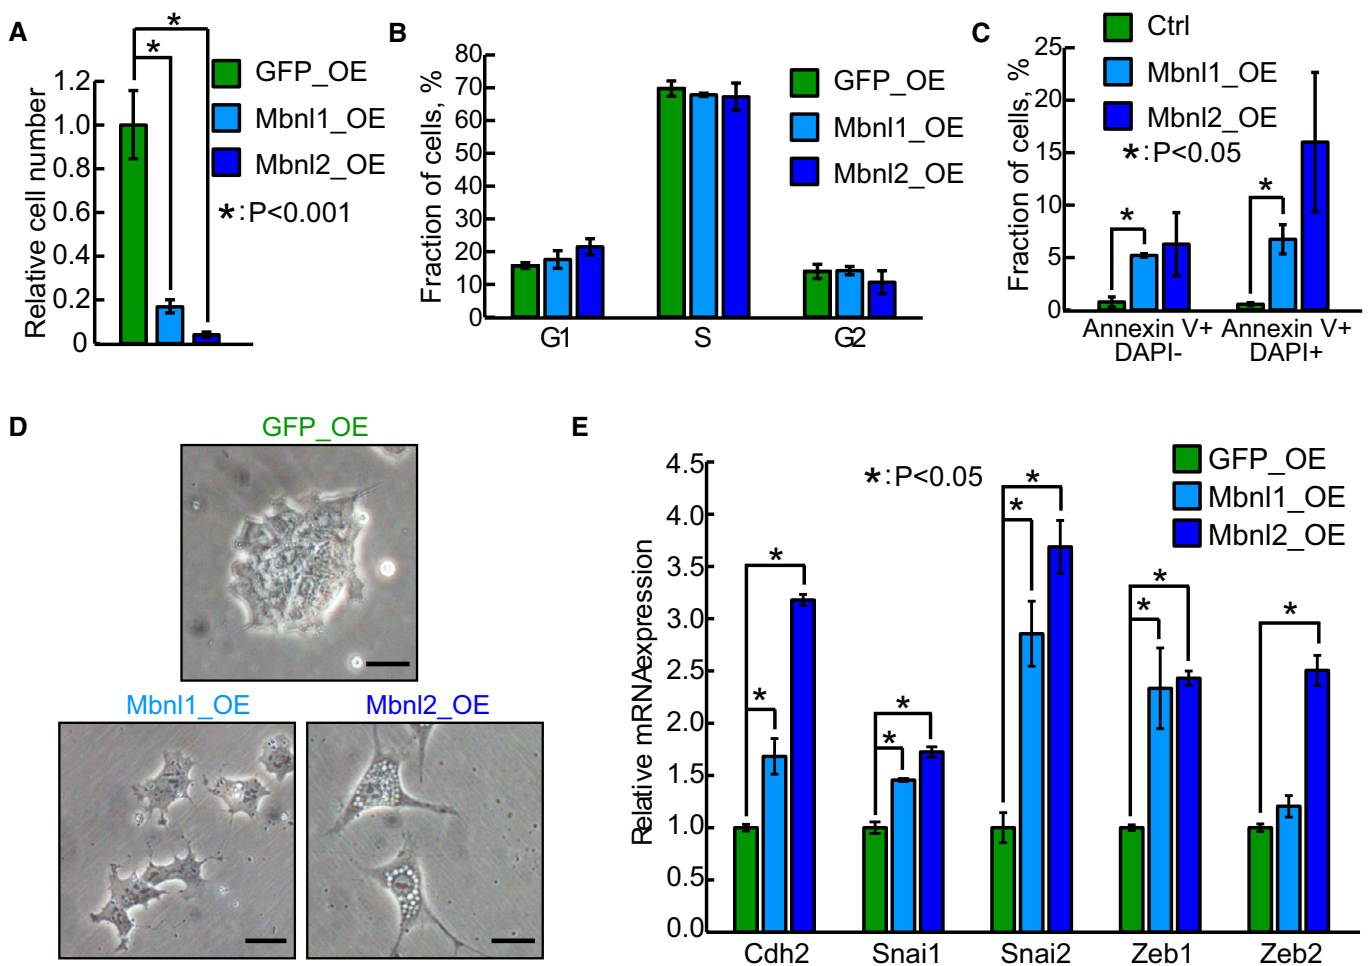 A
*
*
GFP_OE
Mbnl1_OE
Mbnl2_OE
*:P<0.001
Relative cell number
1.2
1.0
0.8
0.6
0.4
0.2
0
B
Fraction of cells, %
80
70
60
50
40
30
20
10
0
GFP_OE
Mbnl1_OE
Mbnl2_OE
G1 S G2
C
Ctrl
Mbnl1_OE
Mbnl2_OE
*:P<0.05
Fraction of cells, %
25
20
15
10
5
0
*
*
Annexin V+ Annexin V+
DAPI- DAPI+
D
GFP_OE
Mbnl1_OE Mbnl2_OE
E
GFP_OE
Mbnl1_OE
Mbnl2_OE
*:P<0.05
Relative mRNA expression
4.5
4.0
3.5
3.0
2.5
2.0
1.5
1.0
0.5
0.0
*
*
*
*
*
*
*
*
*
Cdh2 Snai1 Snai2 Zeb1 Zeb2